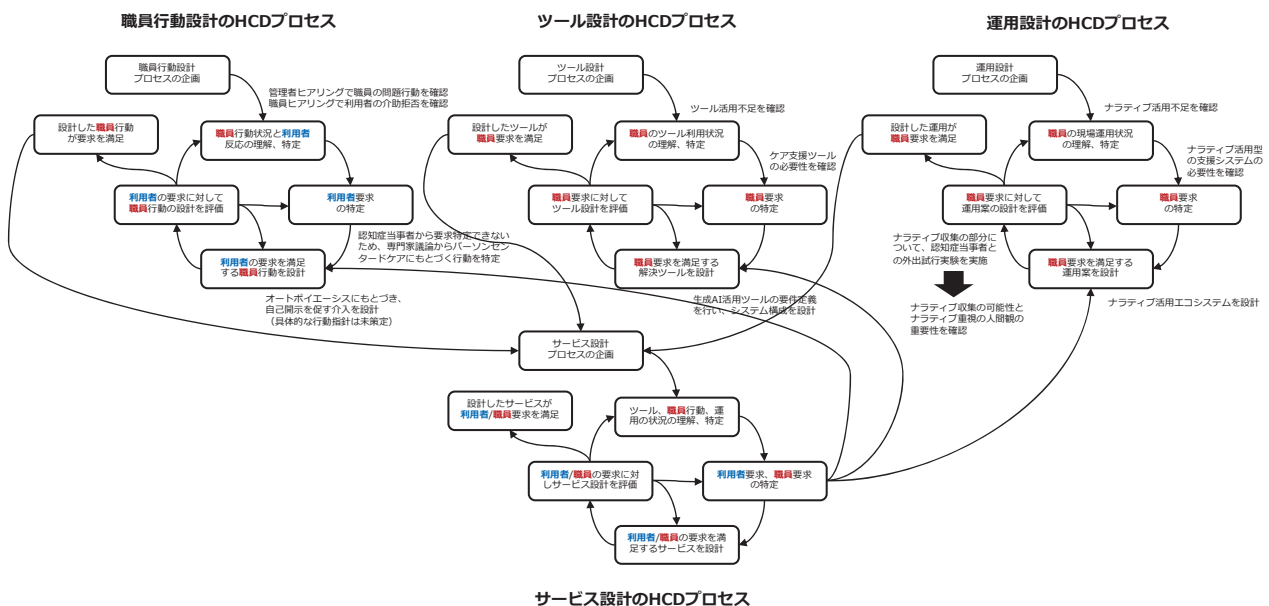 職員行動設計のHCDプロセス
職員行動設計
プロセスの企画
管理者ヒアリングで職員の問題行動を確認
職員ヒアリングで利用者の介助拒否を確認
設計した職員行動
が要求を満足
職員行動状況と利用者
反応の理解、特定
利用者の要求に対して
職員行動の設計を評価
利用者要求
の特定
認知症当事者から要求特定できない
ため、専門家議論からパーソンセン
タードケアにもとづく行動を特定
利用者の要求を満足
する職員行動を設計
オートポイエーシスにもとづき、
自己開示を促す介入を設計
（具体的な行動指針は未策定）
ツール設計のHCDプロセス
ツール設計
プロセスの企画
ツール活用不足を確認
設計したツールが
職員要求を満足
職員のツール利用状況
の理解、特定
ケア支援ツール
の必要性を確認
職員要求に対して
ツール設計を評価
職員要求
の特定
職員要求を満足する
解決ツールを設計
生成AI活用ツールの要件定義
を行い、システム構成を設計
運用設計のHCDプロセス
運用設計
プロセスの企画
ナラティブ活用不足を確認
設計した運用が
職員要求を満足
職員の現場運用状況
の理解、特定
ナラティブ活用型
の支援システムの
必要性を確認
職員要求に対して
運用案の設計を評価
職員要求
の特定
ナラティブ収集の部分に
ついて、認知症当事者と
の外出試行実験を実施
職員要求を満足する
運用案を設計
ナラティブ収集の可能性と
ナラティブ重視の人間観の
重要性を確認
ナラティブ活用エコシステムを設計
サービス設計
プロセスの企画
設計したサービスが
利用者/職員要求を満足
ツール、職員行動、運
用の状況の理解、特定
利用者/職員の要求に対
しサービス設計を評価
利用者要求、職員要求
の特定
利用者/職員の要求を満
足するサービスを設計
サービス設計のHCDプロセス